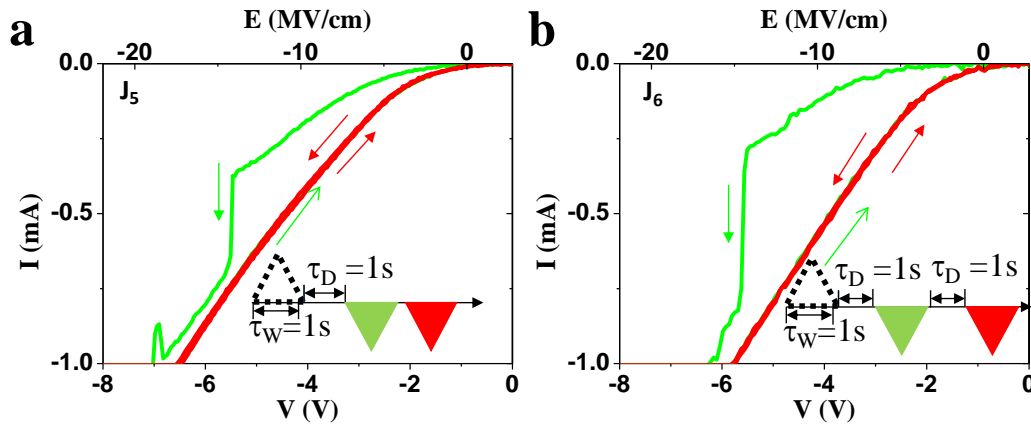 a
E (MV/cm)
-20 -10 0
0.0
-0.5
-1.0
I (mA)
J5
τD =1s
τW=1s
-8 -6 -4 -2 0
V (V)
b
E (MV/cm)
-20 -10 0
0.0
-0.5
-1.0
I (mA)
J6
τD =1s τD =1s
τW=1s
-8 -6 -4 -2 0
V (V)